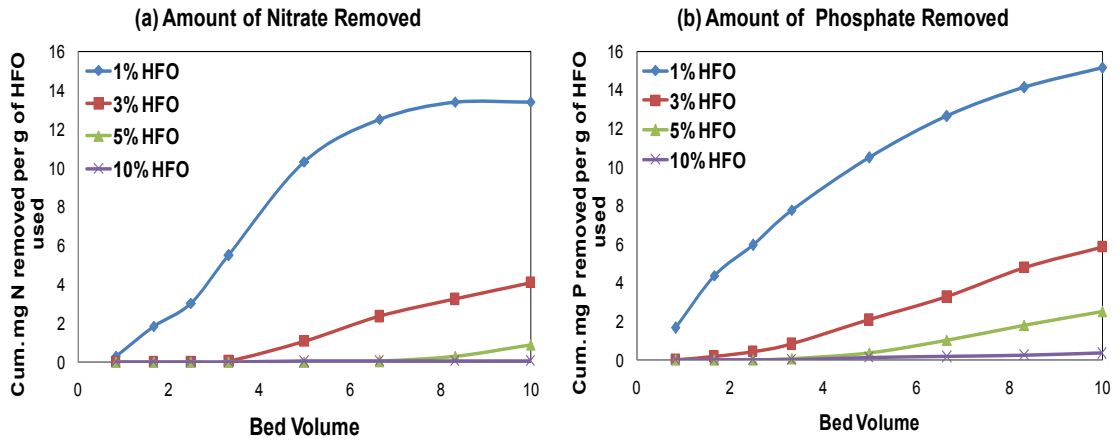 (a) Amount of Nitrate Removed
Cum. mg N removed per g of HFO
used
16
14
12
10
8
6
4
2
0
1% HFO
3% HFO
5% HFO
10% HFO
0 2 4 6 8 10
Bed Volume
(b) Amount of Phosphate Removed
Cum. mg P removed per g of HFO
used
16
14
12
10
8
6
4
2
0
1% HFO
3% HFO
5% HFO
10% HFO
0 2 4 6 8 10
Bed Volume